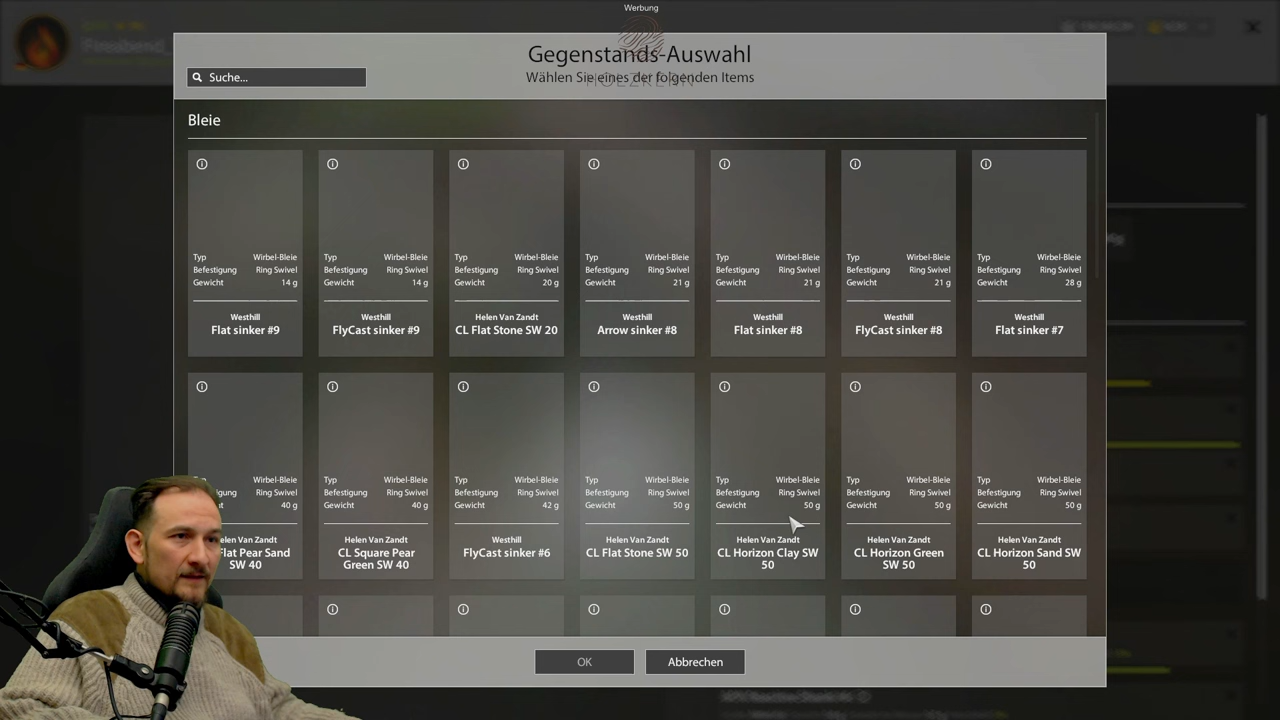 Werbung
Gegenstands-Auswahl
Suche...
Wählen Sie eines der folgenden Items
HOLZKERN
Bleie
Typ Wirbel-Bleie
Befestigung Ring Swivel
Gewicht 14 g
Westhill
Flat sinker #9
Typ Wirbel-Bleie
Befestigung Ring Swivel
Gewicht 14 g
Westhill
FlyCast sinker #9
Typ Wirbel-Bleie
Befestigung Ring Swivel
Gewicht 20 g
Helen Van Zandt
CL Flat Stone SW 20
Typ Wirbel-Bleie
Befestigung Ring Swivel
Gewicht 21 g
Westhill
Arrow sinker #8
Typ Wirbel-Bleie
Befestigung Ring Swivel
Gewicht 21 g
Westhill
Flat sinker #8
Typ Wirbel-Bleie
Befestigung Ring Swivel
Gewicht 21 g
Westhill
FlyCast sinker #8
Typ Wirbel-Bleie
Befestigung Ring Swivel
Gewicht 28 g
Westhill
Flat sinker #7
Wirbel-Bleie
Ring Swivel
40 g
Van Zandt
Flat Pear Sand
SW 40
Typ Wirbel-Bleie
Befestigung Ring Swivel
Gewicht 40 g
Helen Van Zandt
CL Square Pear
Green SW 40
Typ Wirbel-Bleie
Befestigung Ring Swivel
Gewicht 42 g
Westhill
FlyCast sinker #6
Typ Wirbel-Bleie
Befestigung Ring Swivel
Gewicht 50 g
Helen Van Zandt
CL Flat Stone SW 50
Typ Wirbel-Bleie
Befestigung Ring Swivel
Gewicht 50 g
Helen Van Zandt
CL Horizon Clay SW
50
Typ Wirbel-Bleie
Befestigung Ring Swivel
Gewicht 50 g
Helen Van Zandt
CL Horizon Green
SW 50
Typ Wirbel-Bleie
Befestigung Ring Swivel
Gewicht 50 g
Helen Van Zandt
CL Horizon Sand SW
50
OK
Abbrechen